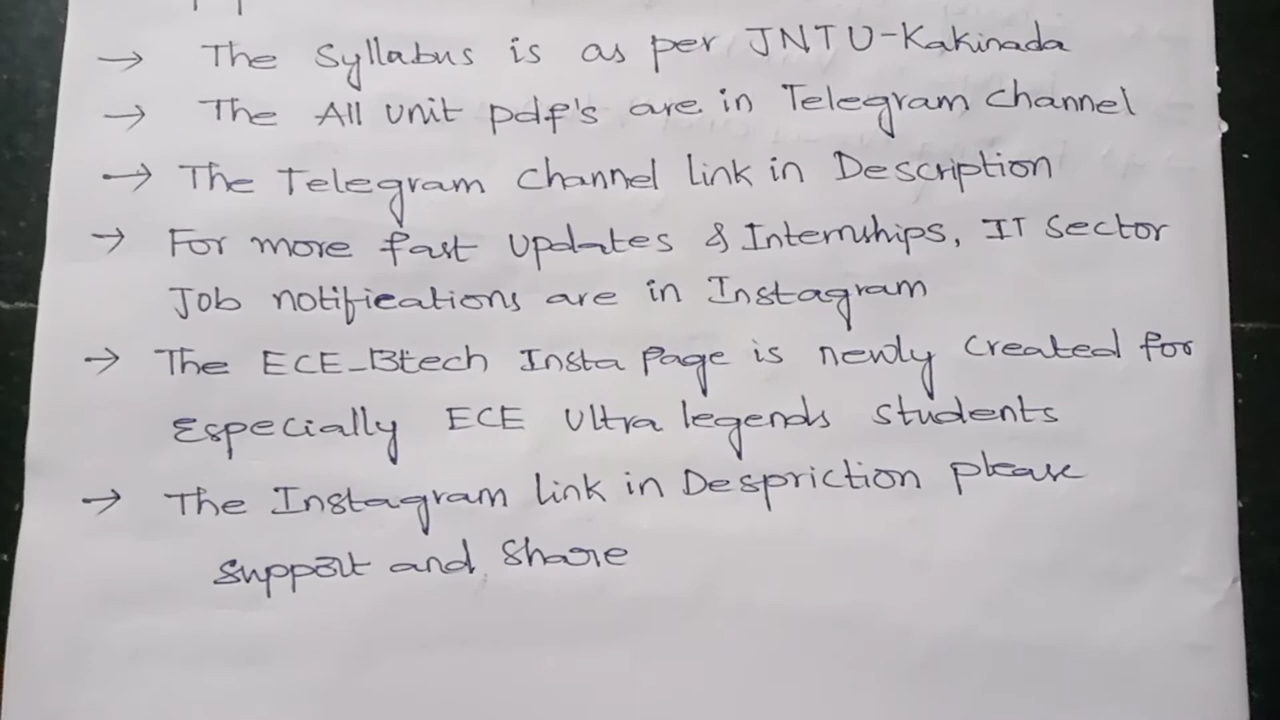 → The Syllabus is as per JNTU-Kakinada
→ The All Unit pdf's are in Telegram Channel
→ The Telegram Channel link in Description
→ For more fast Updates & Internships, IT Sector
Job notifications are in Instagram
→ The ECE_Btech Insta Page is newly Created for
Especially ECE Ultra legends students
→ The Instagram link in Despriction please
Support and Share